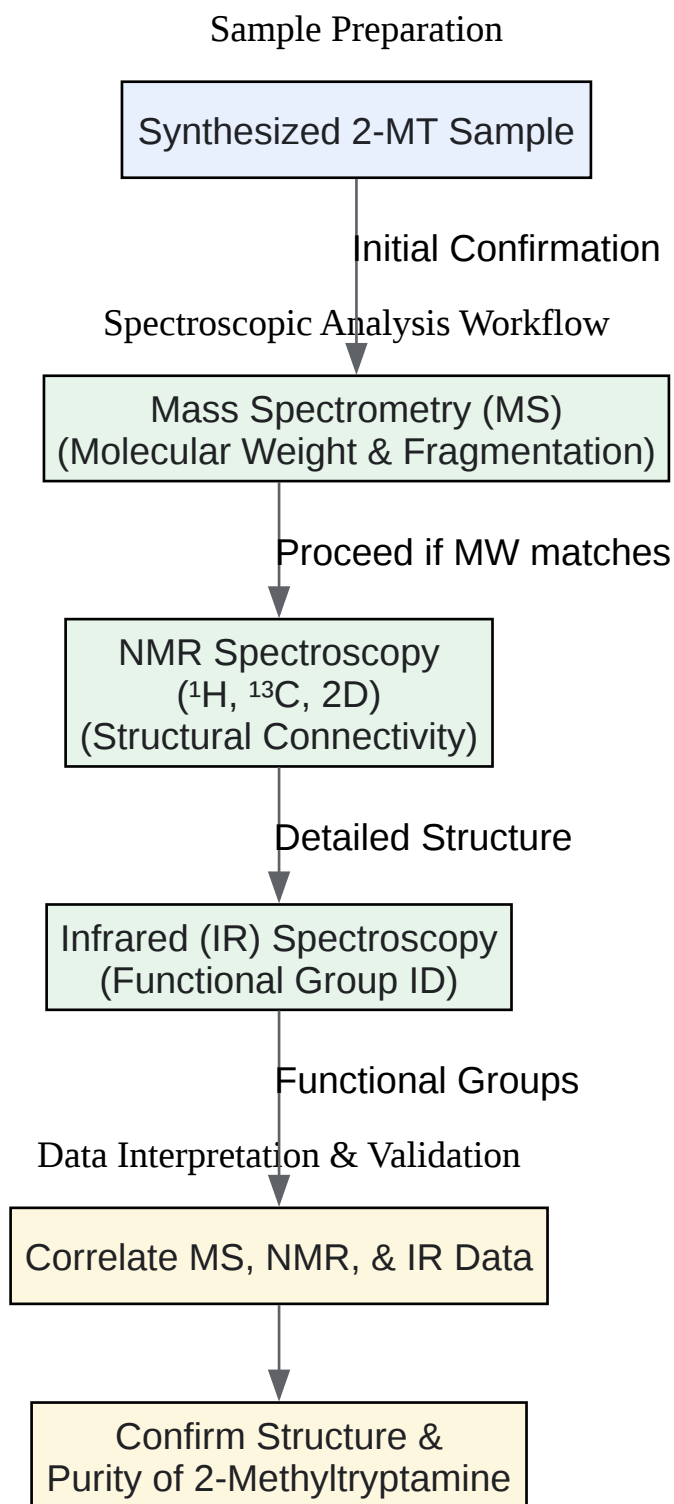 Sample Preparation
Synthesized 2-MT Sample
Initial Confirmation
Spectroscopic Analysis Workflow
Mass Spectrometry (MS)
(Molecular Weight & Fragmentation)
Proceed if MW matches
NMR Spectroscopy
(¹H, ¹³C, 2D)
(Structural Connectivity)
Detailed Structure
Infrared (IR) Spectroscopy
(Functional Group ID)
Functional Groups
Data Interpretation & Validation
Correlate MS, NMR, & IR Data
Confirm Structure &
Purity of 2-Methyltryptamine